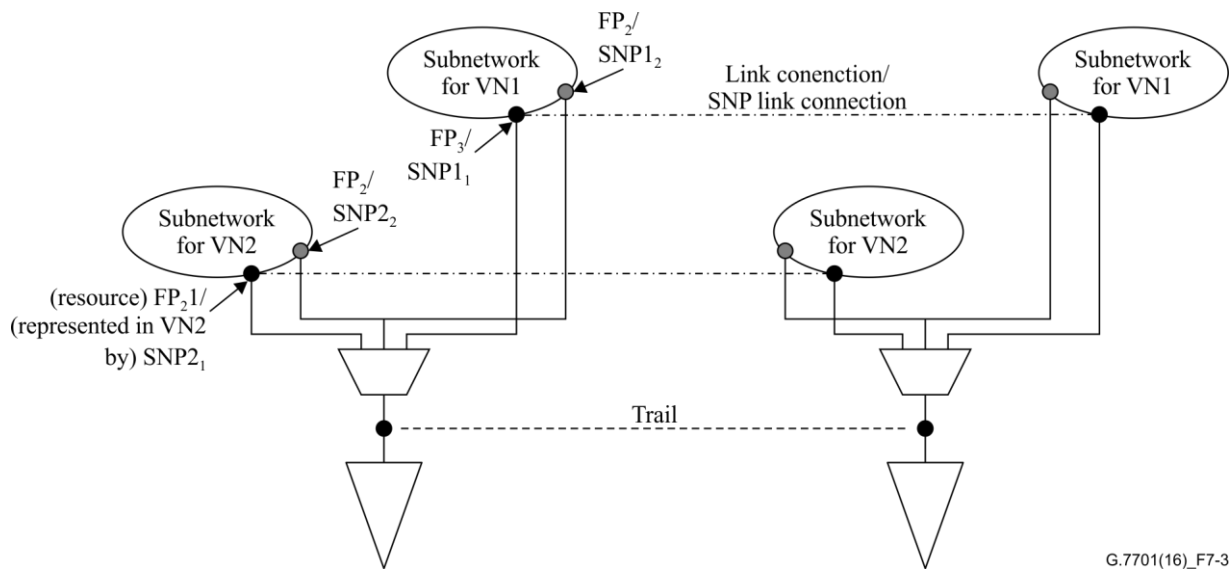 FP₂/
SNP1₂
Subnetwork
for VN1
Link conenction/
SNP link connection
Subnetwork
for VN1
FP₃/
SNP1₁
FP₂/
SNP2₂
Subnetwork
for VN2
Subnetwork
for VN2
(resource) FP₂1/
(represented in VN2
by) SNP2₁
Trail
G.7701(16)_F7-3